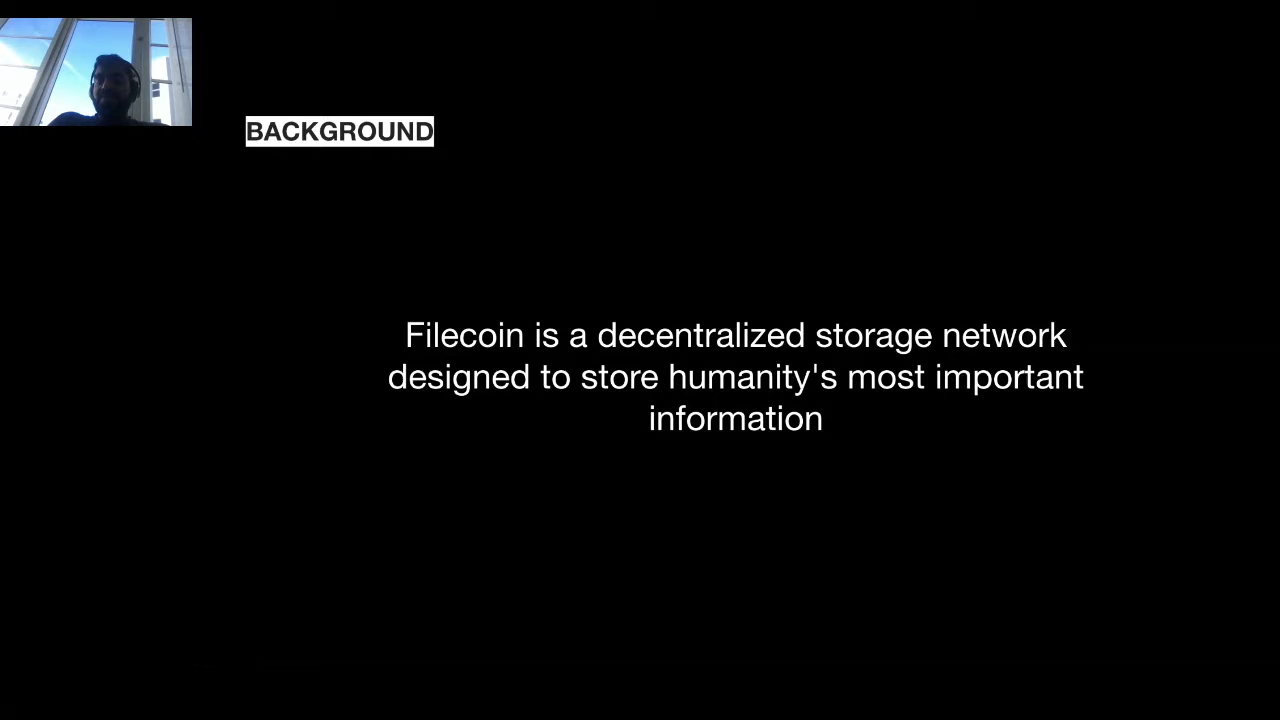 BACKGROUND
Filecoin is a decentralized storage network
designed to store humanity's most important
information